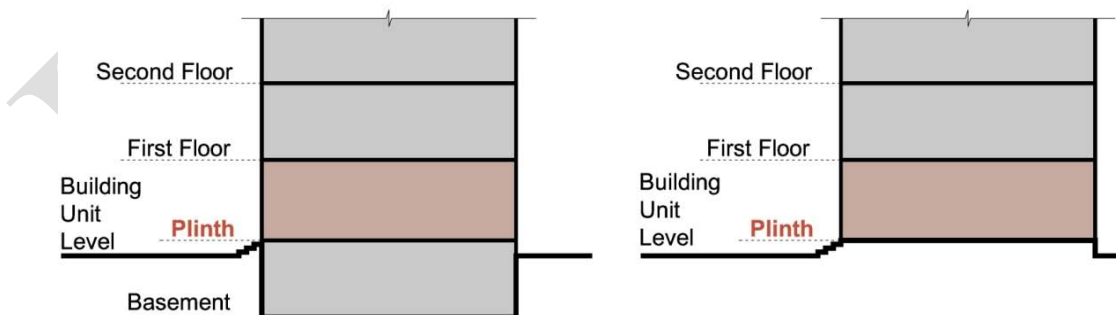 Second Floor
First Floor
Building
Unit
Level
Plinth
Basement
Second Floor
First Floor
Building
Unit
Level
Plinth